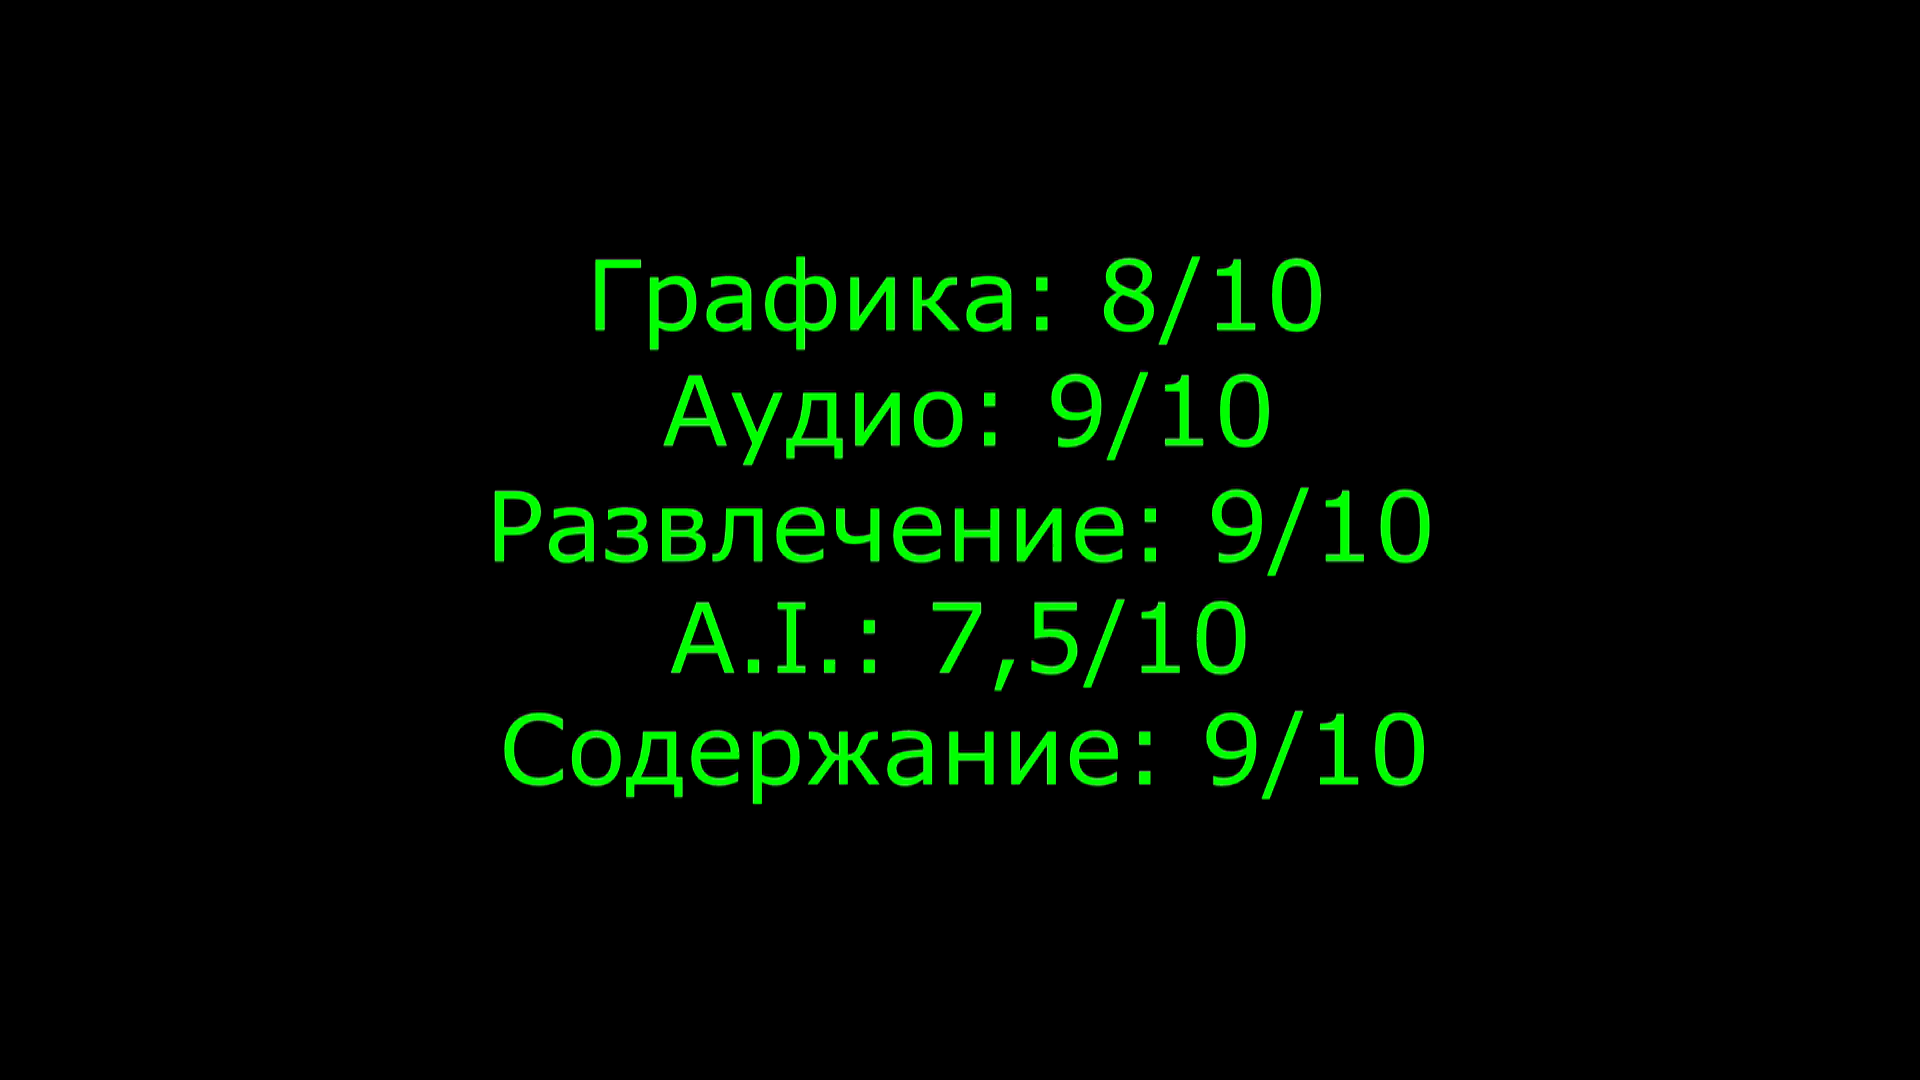 Графика: 8/10
Аудио: 9/10
Развлечение: 9/10
A.I.: 7,5/10
Содержание: 9/10